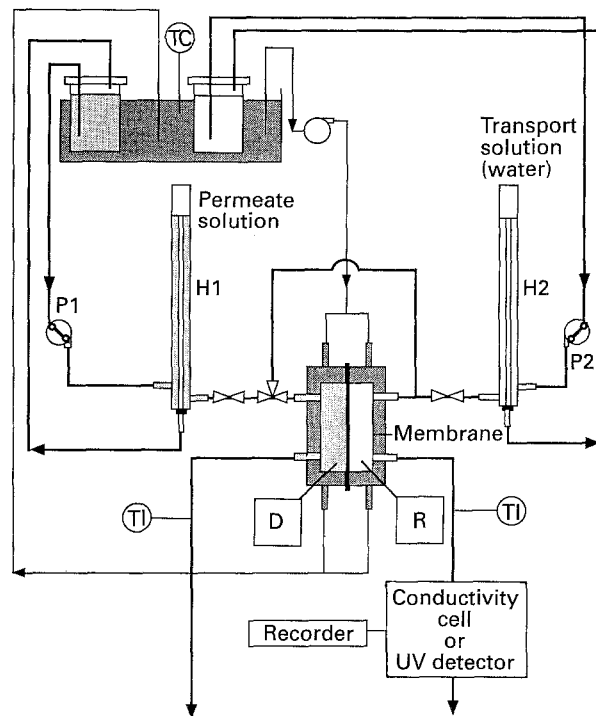 TC
Permeate
solution
Transport
solution
(water)
P1
H1
H2
P2
Membrane
TI
D
R
TI
Recorder
Conductivity
cell
or
UV detector